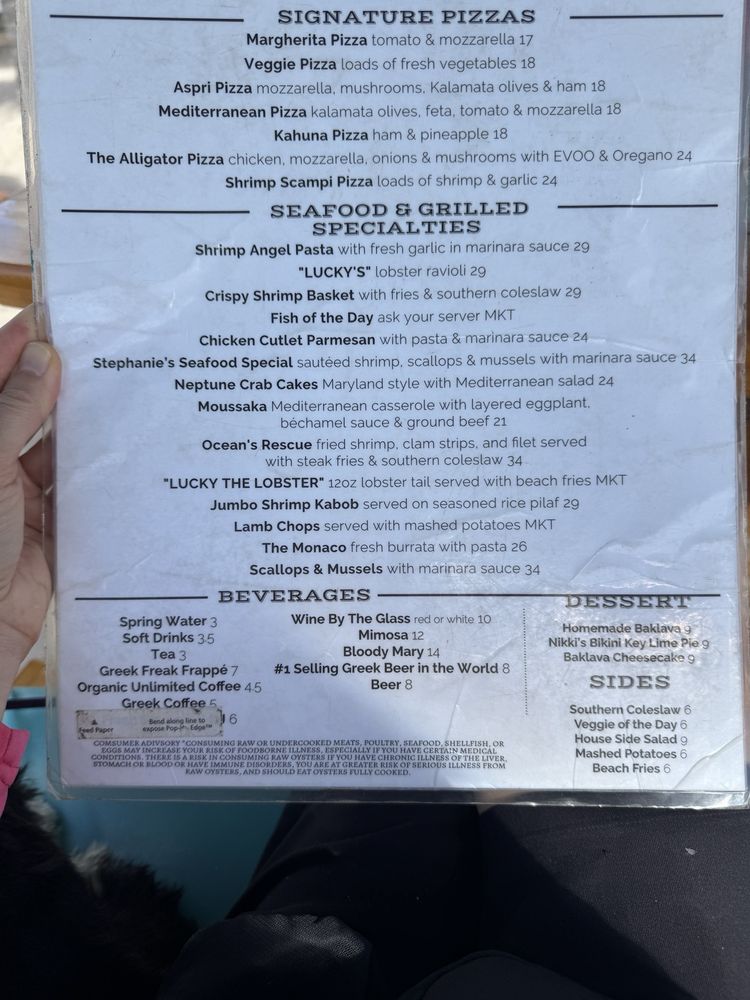 SIGNATURE PIZZAS
Margherita Pizza tomato & mozzarella 17
Veggie Pizza loads of fresh vegetables 18
Aspri Pizza mozzarella, mushrooms, Kalamata olives & ham 18
Mediterranean Pizza kalamata olives, feta, tomato & mozzarella 18
Kahuna Pizza ham & pineapple 18
The Alligator Pizza chicken, mozzarella, onions & mushrooms with EVOO & Oregano 24
Shrimp Scampi Pizza loads of shrimp & garlic 24
SEAFOOD & GRILLED
SPECIALTIES
Shrimp Angel Pasta with fresh garlic in marinara sauce 29
"LUCKY'S" lobster ravioli 29
Crispy Shrimp Basket with fries & southern coleslaw 29
Fish of the Day ask your server MKT
Chicken Cutlet Parmesan with pasta & marinara sauce 24
Stephanie's Seafood Special sautéed shrimp, scallops & mussels with marinara sauce 34
Neptune Crab Cakes Maryland style with Mediterranean salad 24
Moussaka Mediterranean casserole with layered eggplant,
béchamel sauce & ground beef 21
Ocean's Rescue fried shrimp, clam strips, and filet served
with steak fries & southern coleslaw 34
"LUCKY THE LOBSTER" 12oz lobster tail served with beach fries MKT
Jumbo Shrimp Kabob served on seasoned rice pilaf 29
Lamb Chops served with mashed potatoes MKT
The Monaco fresh burrata with pasta 26
Scallops & Mussels with marinara sauce 34
BEVERAGES
Spring Water 3
Soft Drinks 3.5
Tea 3
Greek Freak Frappé 7
Organic Unlimited Coffee 4.5
Greek Coffee 5
6
Feed Paper
Bend along line to
expose Pop-N- Edge™
Wine By The Glass red or white 10
Mimosa 12
Bloody Mary 14
#1 Selling Greek Beer in the World 8
Beer 8
DESSERT
Homemade Baklava 9
Nikki's Bikini Key Lime Pie 9
Baklava Cheesecake 9
SIDES
Southern Coleslaw 6
Veggie of the Day 6
House Side Salad 9
Mashed Potatoes 6
Beach Fries 6
COMSUMER ADVISORY "CONSUMING RAW OR UNDERCOOKED MEATS, POULTRY, SEAFOOD, SHELLFISH, OR
EGGS MAY INCREASE YOUR RISK OF FOODBORNE ILLNESS, ESPECIALLY IF YOU HAVE CERTAIN MEDICAL
CONDITIONS. THERE IS A RISK IN CONSUMING RAW OYSTERS IF YOU HAVE CHRONIC ILLNESS OF THE LIVER,
STOMACH OR BLOOD OR HAVE IMMUNE DISORDERS, YOU ARE AT GREATER RISK OF SERIOUS ILLNESS FROM
RAW OYSTERS, AND SHOULD EAT OYSTERS FULLY COOKED.